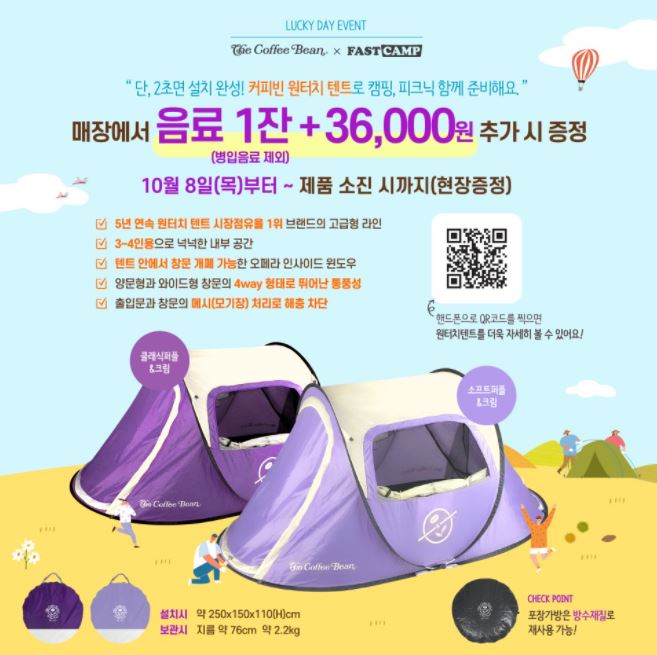 LUCKY DAY EVENT
The Coffee Bean. × FAST CAMP
“ 단, 2초면 설치 완성! 커피빈 원터치 텐트로 캠핑, 피크닉 함께 준비해요. ”
매장에서 음료 1잔 + 36,000원 추가 시 증정
(병입음료 제외)
10월 8일(목)부터 ~ 제품 소진 시까지(현장증정)
5년 연속 원터치 텐트 시장점유율 1위 브랜드의 고급형 라인
3~4인용으로 넉넉한 내부 공간
텐트 안에서 창문 개폐 가능한 오페라 인사이드 윈도우
양문형과 와이드형 창문의 4way 형태로 뛰어난 통풍성
출입문과 창문의 메시(모기장) 처리로 해충 차단
핸드폰으로 QR코드를 찍으면
원터치텐트를 더욱 자세히 볼 수 있어요!
클래식퍼플
&크림
소프트퍼플
&크림
The Coffee Bean.
The Coffee Bean.
설치시 약 250x150x110(H)cm
보관시 지름 약 76cm 약 2.2kg
CHECK POINT
포장가방은 방수재질로
재사용 가능!